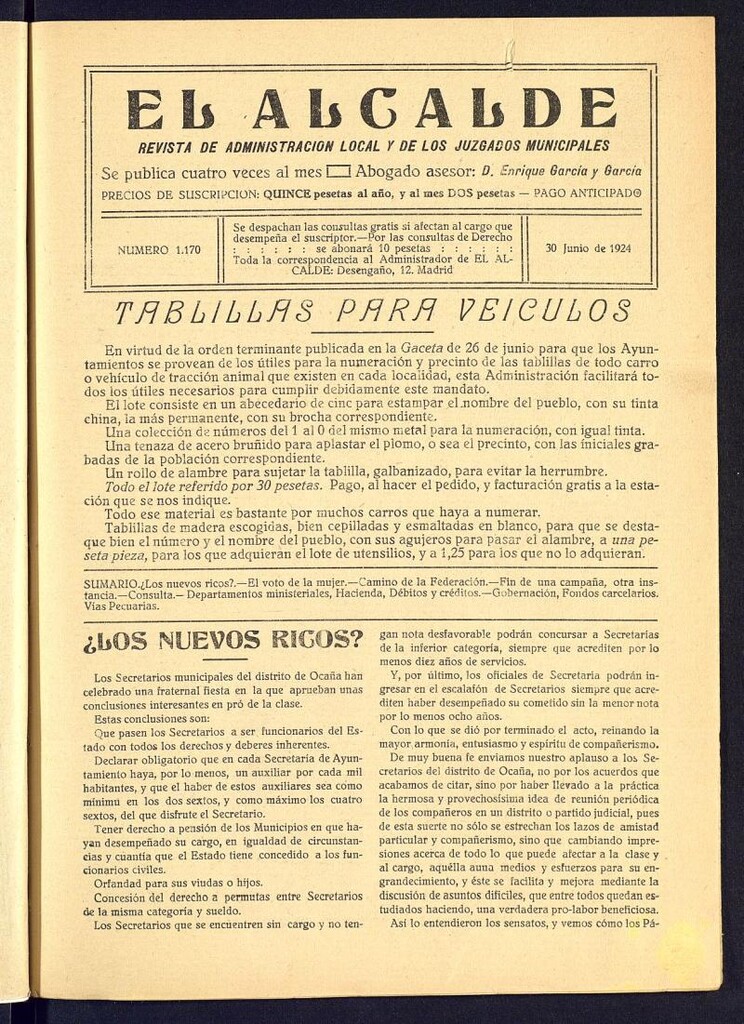 EL ALCALDE
REVISTA DE ADMINISTRACION LOCAL Y DE LOS JUZGADOS MUNICIPALES
Se publica cuatro veces al mes Abogado asesor: D. Enrique García y García
PRECIOS DE SUSCRIPCION: QUINCE pesetas al año, y al mes DOS pesetas — PAGO ANTICIPADO
NUMERO 1.170
Se despachan las consultas gratis si afectan al cargo que
desempeña el suscriptor.—Por las consultas de Derecho
: : : : : : se abonará 10 pesetas : : : : : :
Toda la correspondencia al Administrador de EL AL-
CALDE: Desengaño, 12. Madrid
30 Junio de 1924
TABLILLAS PARA VEICULOS
En virtud de la orden terminante publicada en la Gaceta de 26 de junio para que los Ayun-
tamientos se provean de los útiles para la numeración y precinto de las tablillas de todo carro
o vehículo de tracción animal que existen en cada localidad, esta Administración facilitará to-
dos los útiles necesarios para cumplir debidamente este mandato.
El lote consiste en un abecedario de cinc para estampar el nombre del pueblo, con su tinta
china, la más permanente, con su brocha correspondiente.
Una colección de números del 1 al 0 del mismo metal para la numeración, con igual tinta.
Una tenaza de acero bruñido para aplastar el plomo, o sea el precinto, con las iniciales gra-
badas de la población correspondiente.
Un rollo de alambre para sujetar la tablilla, galbanizado, para evitar la herrumbre.
Todo el lote referido por 30 pesetas. Pago, al hacer el pedido, y facturación gratis a la esta-
ción que se nos indique.
Todo ese material es bastante por muchos carros que haya a numerar.
Tablillas de madera escogidas, bien cepilladas y esmaltadas en blanco, para que se desta-
que bien el número y el nombre del pueblo, con sus agujeros para pasar el alambre, a una pe-
seta pieza, para los que adquieran el lote de utensilios, y a 1,25 para los que no lo adquieran.
SUMARIO.¿Los nuevos ricos?.—El voto de la mujer.—Camino de la Federación.—Fin de una campaña, otra ins-
tancia.—Consulta.— Departamentos ministeriales, Hacienda, Débitos y créditos.—Gobernación, Fondos carcelarios.
Vías Pecuarias.
¿LOS NUEVOS RICOS?
Los Secretarios municipales del distrito de Ocaña han
celebrado una fraternal fiesta en la que aprueban unas
conclusiones interesantes en pró de la clase.
Estas conclusiones son:
Que pasen los Secretarios a ser funcionarios del Es-
tado con todos los derechos y deberes inherentes.
Declarar obligatorio que en cada Secretaría de Ayun-
tamiento haya, por lo menos, un auxiliar por cada mil
habitantes, y que el haber de estos auxiliares sea como
mínimu en los dos sextos, y como máximo los cuatro
sextos, del que disfrute el Secretario.
Tener derecho a pensión de los Municipios en que ha-
yan desempeñado su cargo, en igualdad de circunstan-
cias y cuantía que el Estado tiene concedido a los fun-
cionarios civiles.
Orfandad para sus viudas o hijos.
Concesión del derecho a permutas entre Secretarios
de la misma categoría y sueldo.
Los Secretarios que se encuentren sin cargo y no ten-
gan nota desfavorable podrán concursar a Secretarias
de la inferior categoría, siempre que acrediten por lo
menos diez años de servicios.
Y, por último, los oficiales de Secretaría podrán in-
gresar en el escalafón de Secretarios siempre que acre-
diten haber desempeñado su cometido sin la menor nota
por lo menos ocho años.
Con lo que se dió por terminado el acto, reinando la
mayor armonía, entusiasmo y espíritu de compañerismo.
De muy buena fe enviamos nuestro aplauso a los Se-
cretarios del distrito de Ocaña, no por los acuerdos que
acabamos de citar, sino por haber llevado a la práctica
la hermosa y provechosísima idea de reunión periódica
de los compañeros en un distrito o partido judicial, pues
de esta suerte no sólo se estrechan los lazos de amistad
particular y compañerismo, sino que cambiando impre-
siones acerca de todo lo que puede afectar a la clase y
al cargo, aquélla auna medios y esfuerzos para su en-
grandecimiento, y éste se facilita y mejora mediante la
discusión de asuntos difíciles, que entre todos quedan es-
tudiados haciendo, una verdadera pro-labor beneficiosa.
Así lo entendieron los sensatos, y vemos cómo los Pá-